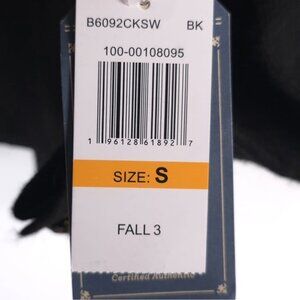 B6092CKSW BK
100-00108095
1 96128 61892 7
SIZE: S
FALL 3
Certified Authentic